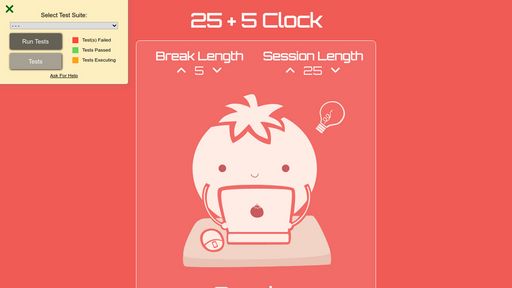 Select Test Suite:
- - -
Run Tests
Test(s) Failed
Tests Passed
Tests
Tests Executing
Ask For Help
25 + 5 Clock
Break Length
Session Length
5
25